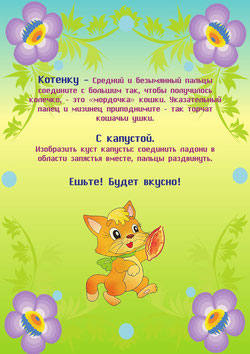 Котенку – Средний и безымянный пальцы
соедините с большим так, чтобы получилось
колечко, - это «мордочка» кошки. Указательный
палец и мизинец приподнимите - так торчат
кошачьи ушки.
С капустой.
Изобразить куст капусты: соединить ладони в
области запястья вместе, пальцы раздвинуть.
Ешьте! Будет вкусно!